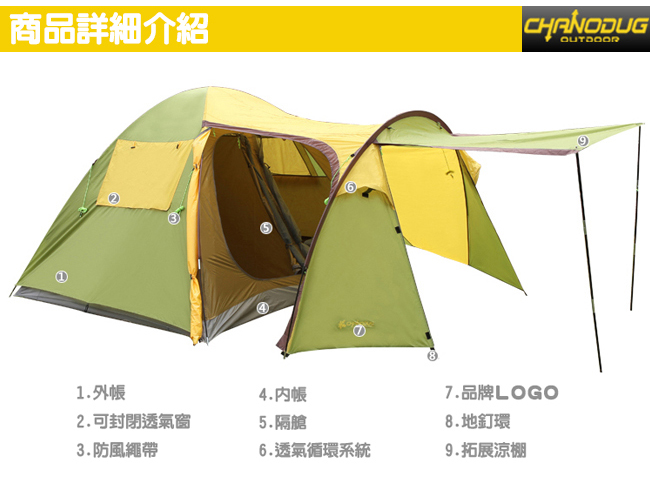 商品詳細介紹
CHANODUG
OUTDOOR
9
6
2
3
5
1
4
7
8
1.外帳
4.內帳
7.品牌LOGO
2.可封閉透氣窗
5.隔艙
8.地釘環
3.防風繩帶
6.透氣循環系統
9.拓展涼棚